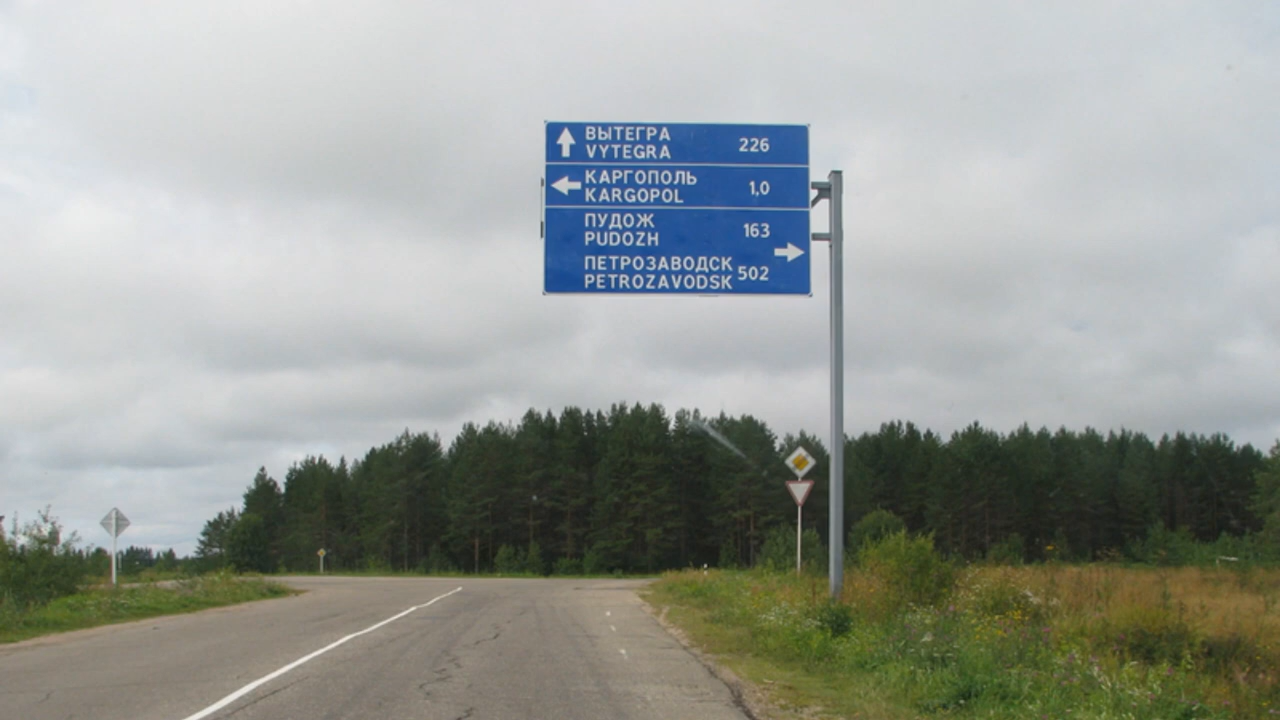 ВЫТЕГРА 226
VYTEGRA
КАРГОПОЛЬ 1,0
KARGOPOL
ПУДОЖ 163
PUDOZH
ПЕТРОЗАВОДСК 502
PETROZAVODSK